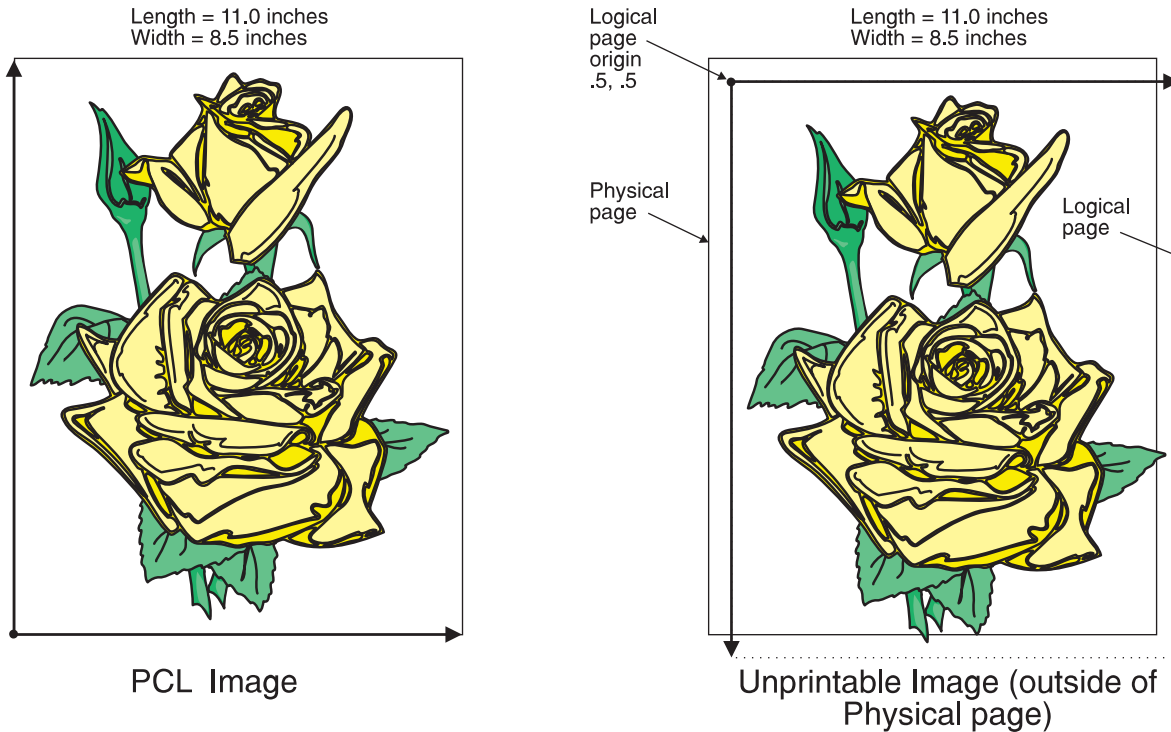 Length = 11.0 inches
Width = 8.5 inches
PCL Image
Logical
page
origin
.5, .5
Length = 11.0 inches
Width = 8.5 inches
Physical
page
Logical
page
Unprintable Image (outside of
Physical page)